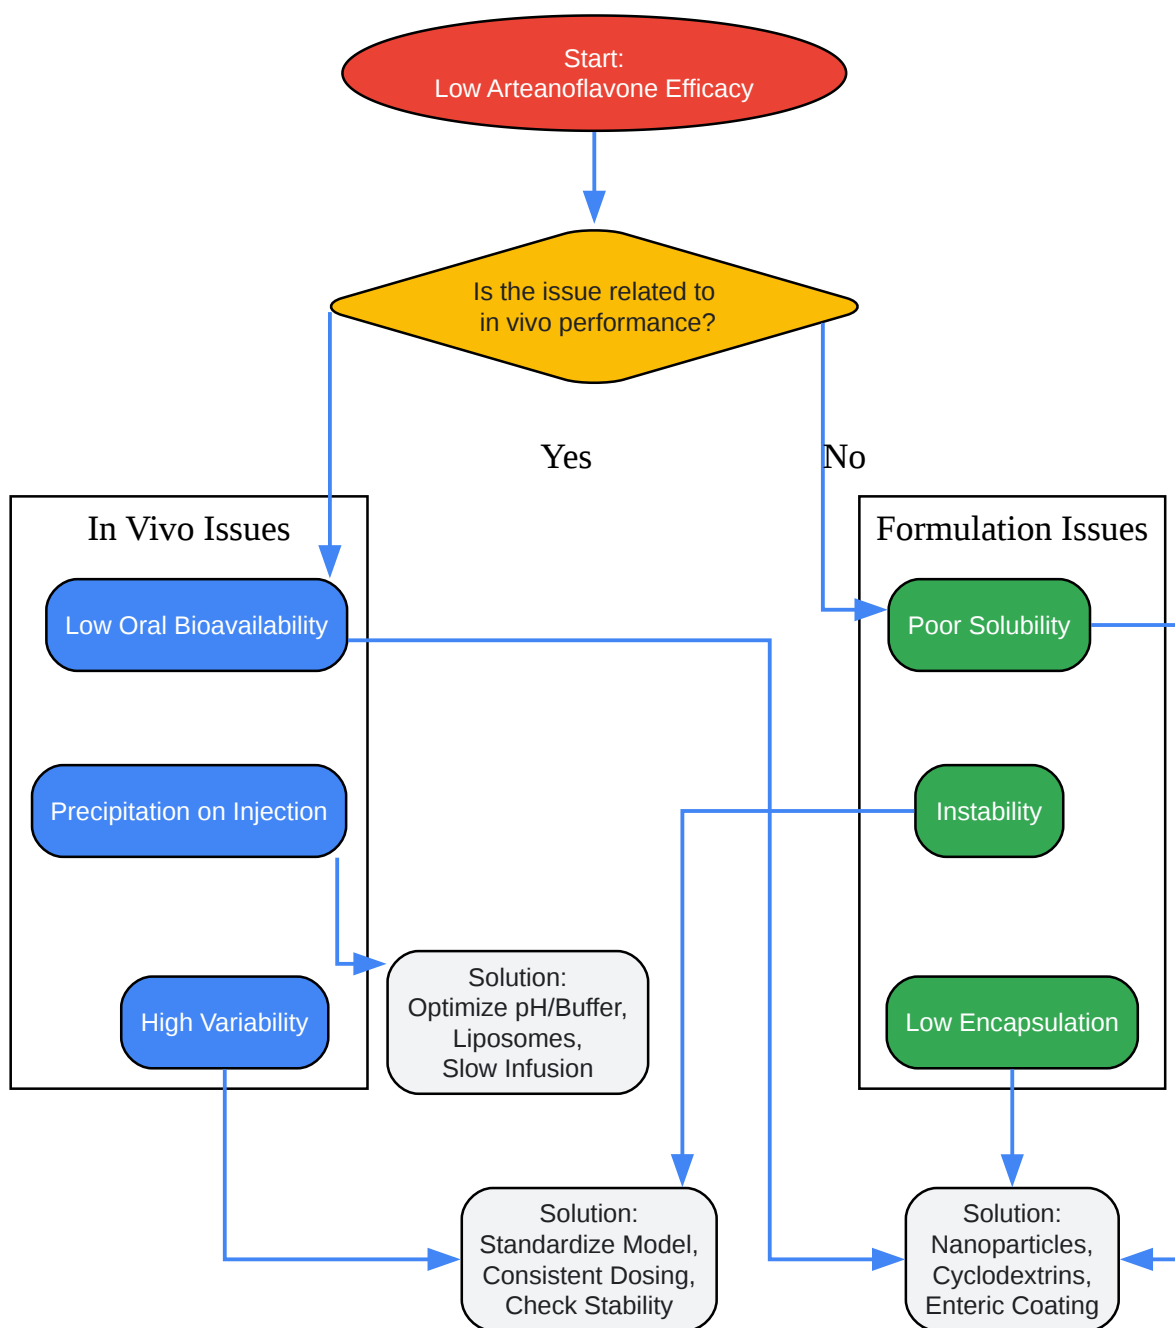 Start:
Low Arteanoflavone Efficacy
Is the issue related to
in vivo performance?
Yes
No
In Vivo Issues
Low Oral Bioavailability
Precipitation on Injection
High Variability
Formulation Issues
Poor Solubility
Instability
Low Encapsulation
Solution:
Optimize pH/Buffer,
Liposomes,
Slow Infusion
Solution:
Standardize Model,
Consistent Dosing,
Check Stability
Solution:
Nanoparticles,
Cyclodextrins,
Enteric Coating